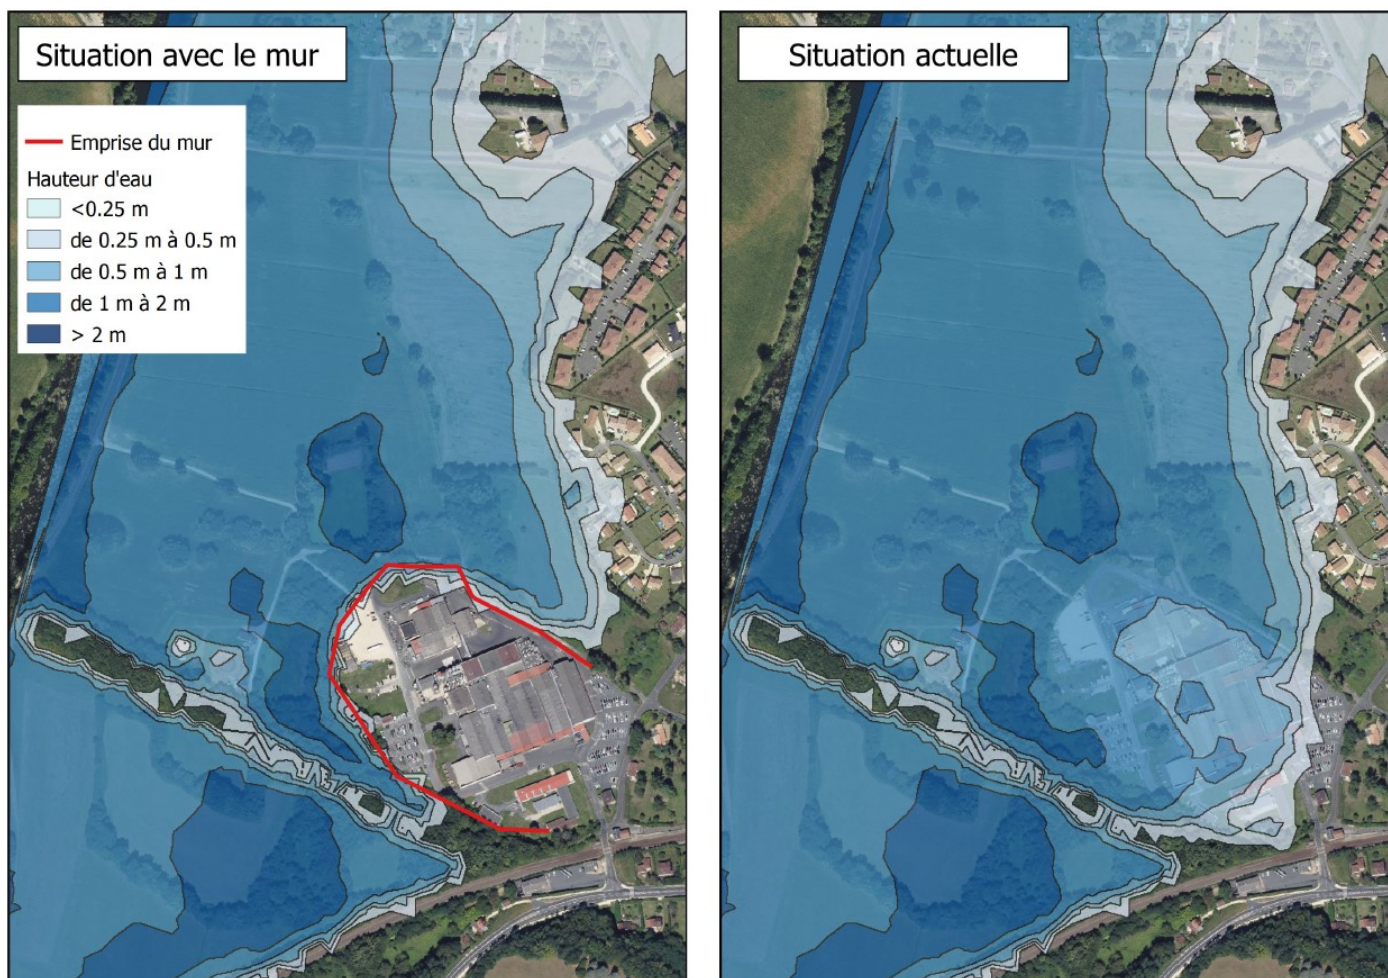 Situation avec le mur
Situation actuelle
Emprise du mur
Hauteur d'eau
<0.25 m
de 0.25 m à 0.5 m
de 0.5 m à 1 m
de 1 m à 2 m
> 2 m